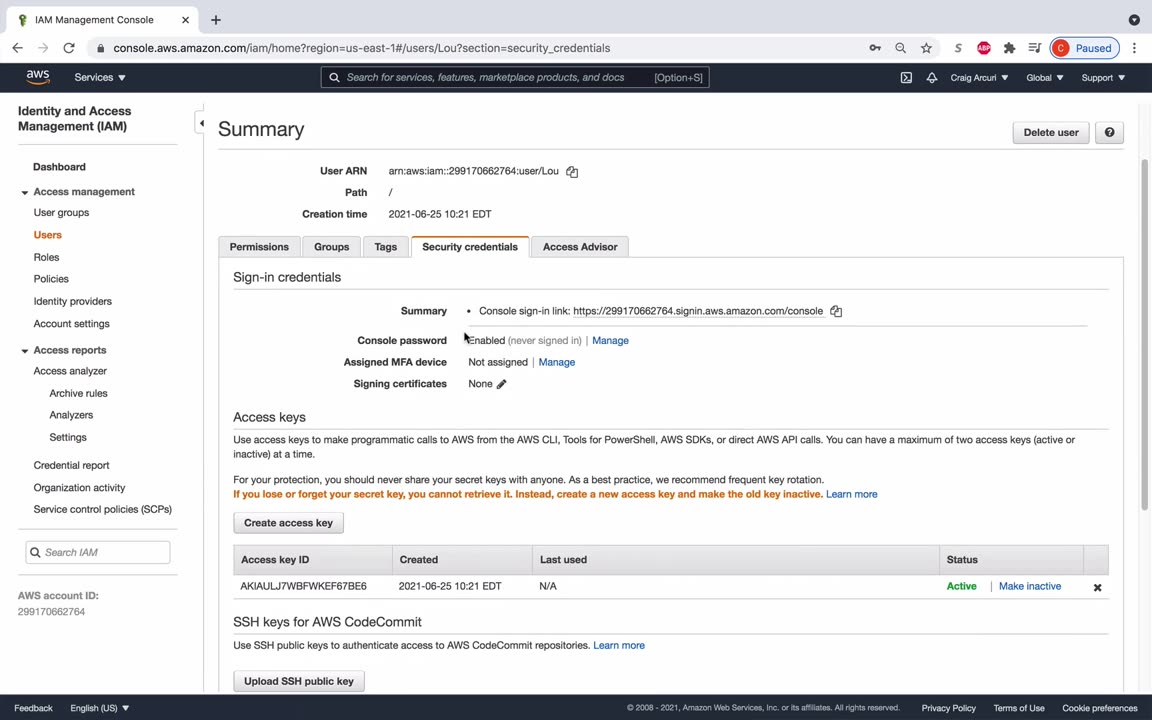 IAM Management Console
console.aws.amazon.com/iam/home?region=us-east-1#/users/Lou?section=security_credentials
S
ABP
C Paused
aws
Services
Search for services, features, marketplace products, and docs [Option+S]
Craig Arcuri
Global
Support
Identity and Access
Management (IAM)
Dashboard
Access management
User groups
Users
Roles
Policies
Identity providers
Account settings
Access reports
Access analyzer
Archive rules
Analyzers
Settings
Credential report
Organization activity
Service control policies (SCPs)
Search IAM
AWS account ID:
299170662764
Summary
Delete user
?
User ARN arn:aws:iam::299170662764:user/Lou
Path /
Creation time 2021-06-25 10:21 EDT
Permissions
Groups
Tags
Security credentials
Access Advisor
Sign-in credentials
Summary • Console sign-in link: https://299170662764.signin.aws.amazon.com/console
Console password Enabled (never signed in) | Manage
Assigned MFA device Not assigned | Manage
Signing certificates None
Access keys
Use access keys to make programmatic calls to AWS from the AWS CLI, Tools for PowerShell, AWS SDKs, or direct AWS API calls. You can have a maximum of two access keys (active or
inactive) at a time.
For your protection, you should never share your secret keys with anyone. As a best practice, we recommend frequent key rotation.
If you lose or forget your secret key, you cannot retrieve it. Instead, create a new access key and make the old key inactive. Learn more
Create access key
Access key ID Created Last used Status
AKIAULJ7WBFWKEF67BE6 2021-06-25 10:21 EDT N/A Active | Make inactive
SSH keys for AWS CodeCommit
Use SSH public keys to authenticate access to AWS CodeCommit repositories. Learn more
Upload SSH public key
Feedback
English (US)
© 2008 - 2021, Amazon Web Services, Inc. or its affiliates. All rights reserved.
Privacy Policy
Terms of Use
Cookie preferences